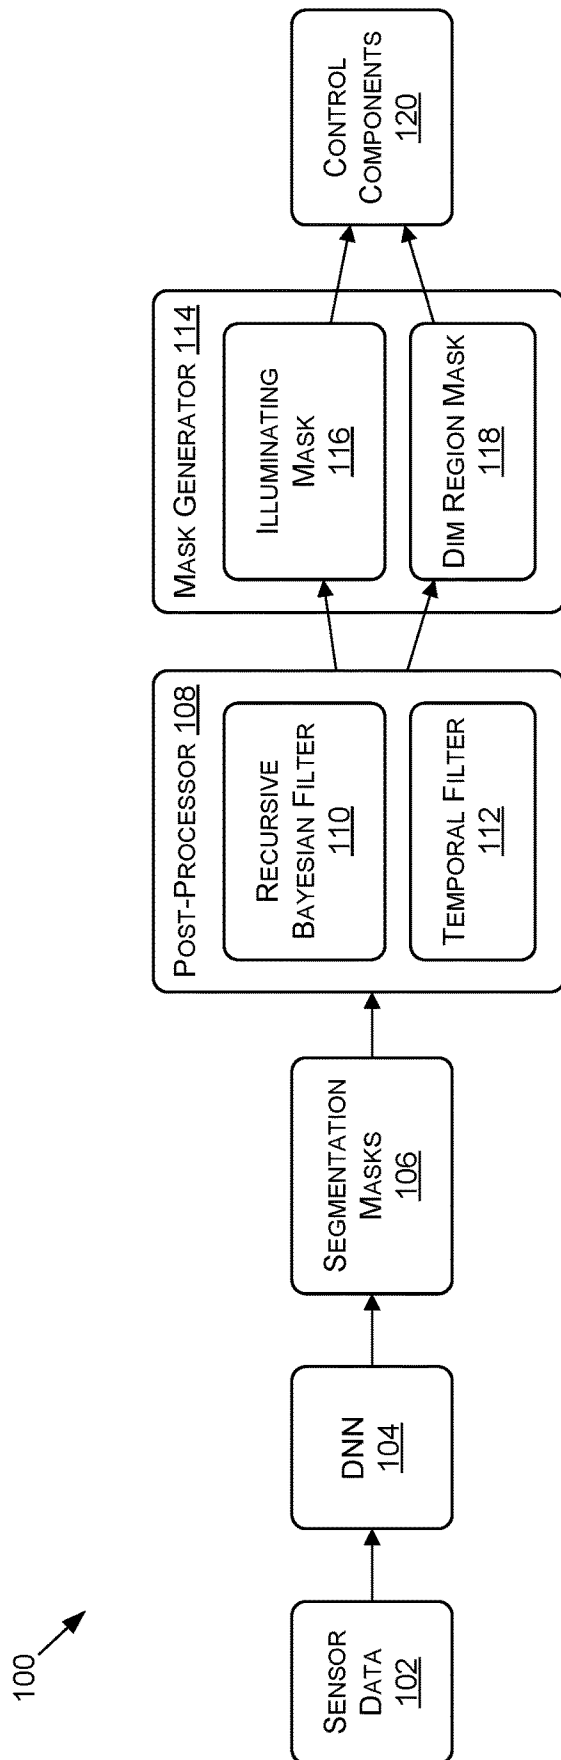 100
SENSOR
DATA
102
DNN
104
SEGMENTATION
MASKS
106
POST-PROCESSOR 108
RECURSIVE
BAYESIAN FILTER
110
TEMPORAL FILTER
112
MASK GENERATOR 114
ILLUMINATING
MASK
116
DIM REGION MASK
118
CONTROL
COMPONENTS
120